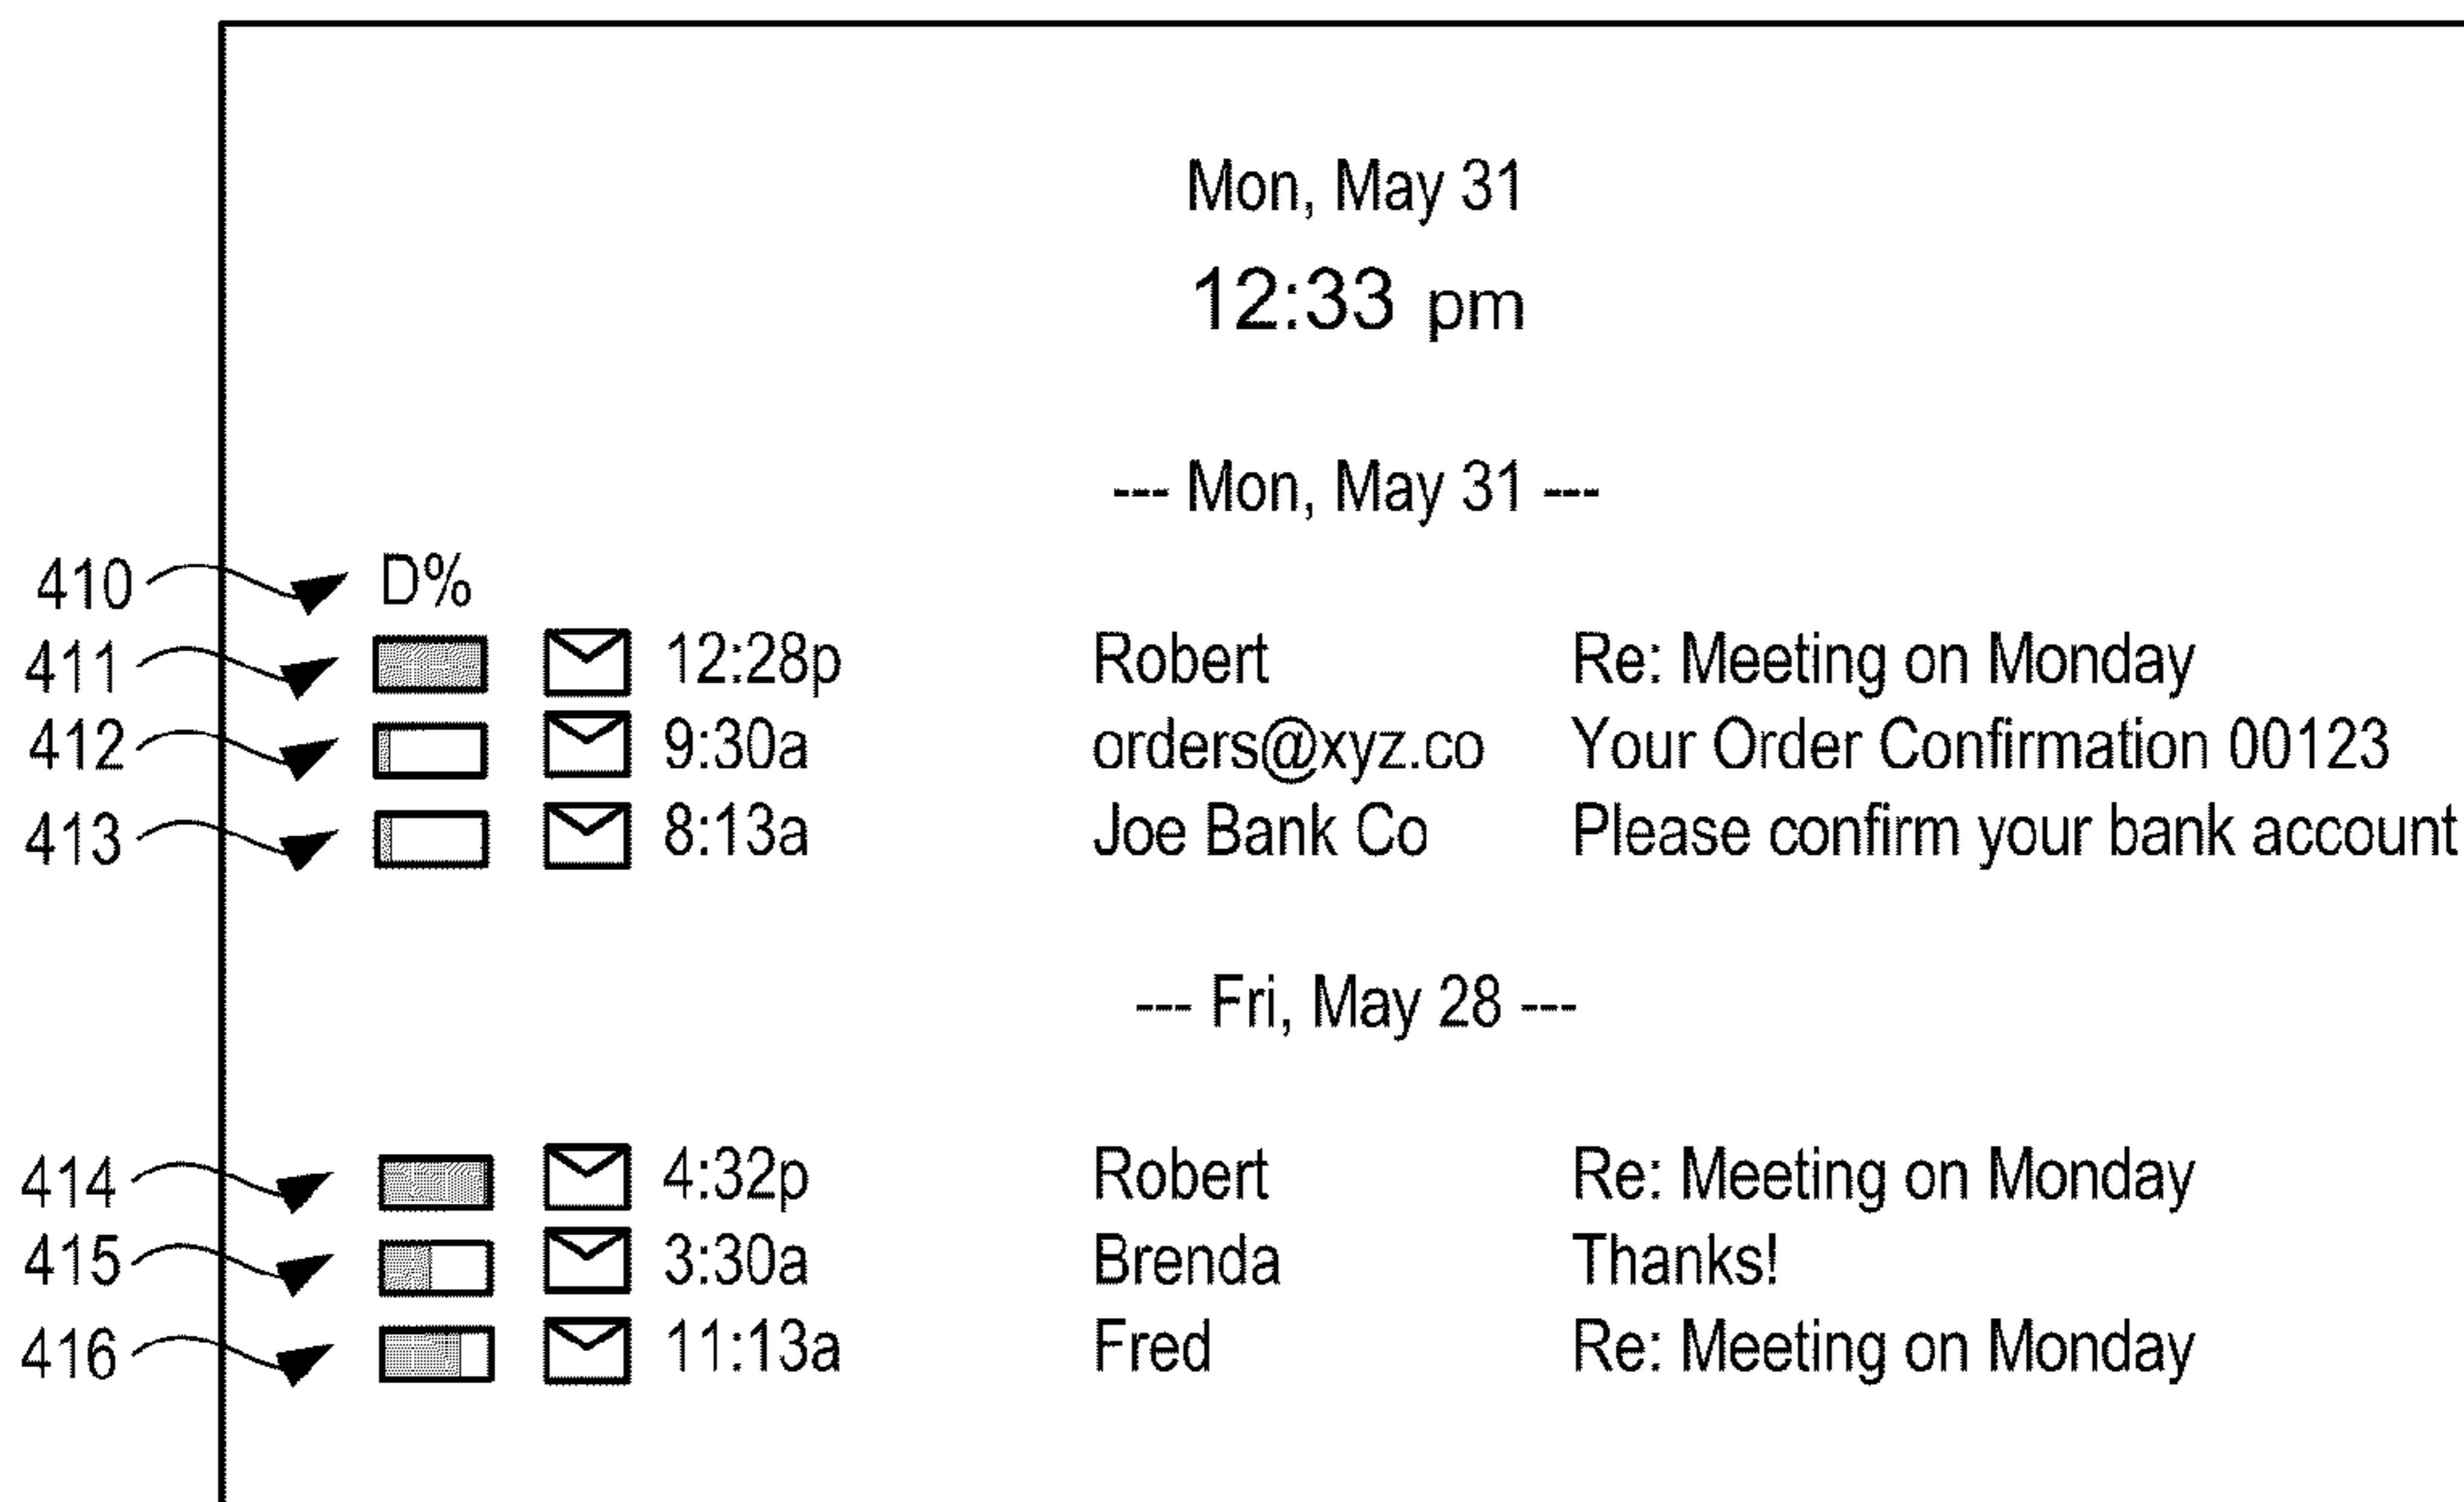 Mon, May 31
12:33 pm
--- Mon, May 31 ---
410 D%
411 12:28p Robert Re: Meeting on Monday
412 9:30a orders@xyz.co Your Order Confirmation 00123
413 8:13a Joe Bank Co Please confirm your bank account
--- Fri, May 28 ---
414 4:32p Robert Re: Meeting on Monday
415 3:30a Brenda Thanks!
416 11:13a Fred Re: Meeting on Monday